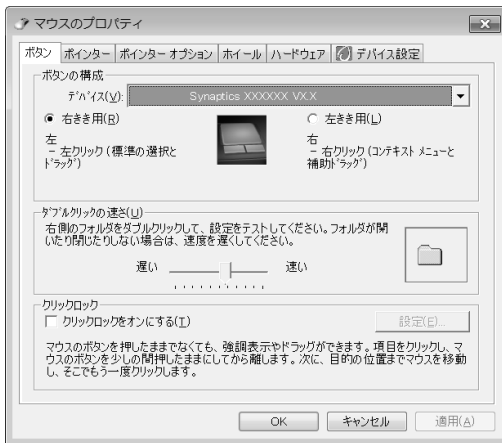 マウスのプロパティ
ボタン ポインター ポインター オプション ホイール ハードウェア デバイス設定
ボタンの構成
デバイス(V): Synaptics XXXXXX VX.X
右きき用(R) 左きき用(L)
左
- 左クリック (標準の選択と
ドラッグ)
右
- 右クリック (コンテキスト メニューと
補助ドラッグ)
ダブルクリックの速さ(U)
右側のフォルダをダブルクリックして、設定をテストしてください。フォルダが開
いたり閉じたりしない場合は、速度を遅くしてください。
遅い 速い
クリックロック
クリックロックをオンにする(T) 設定(E)...
マウスのボタンを押したままでなくても、強調表示やドラッグができます。項目をクリックし、マ
ウスのボタンを少しの間押したままにしてから離します。次に、目的の位置までマウスを移動
し、そこでもう一度クリックします。
OK キャンセル 適用(A)